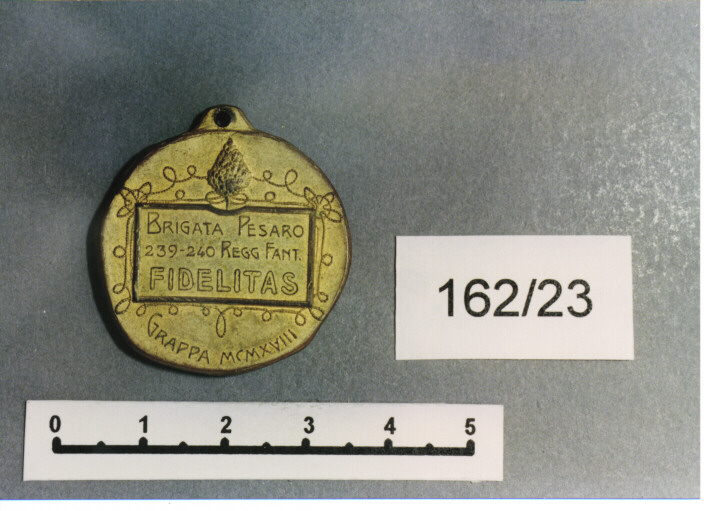 BRIGATA PESARO
239-240 REGG FANT.
FIDELITAS
GRAPPA MCMXVIII
162/23
0 1 2 3 4 5